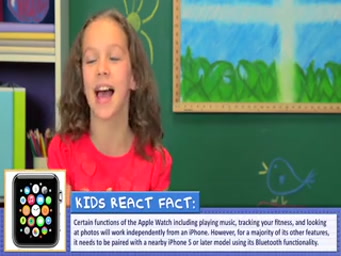 KIDS REACT FACT:
Certain functions of the Apple Watch including playing music, tracking your fitness, and looking
at photos will work independently from an iPhone. However, for a majority of its other features,
it needs to be paired with a nearby iPhone 5 or later model using its Bluetooth functionality.